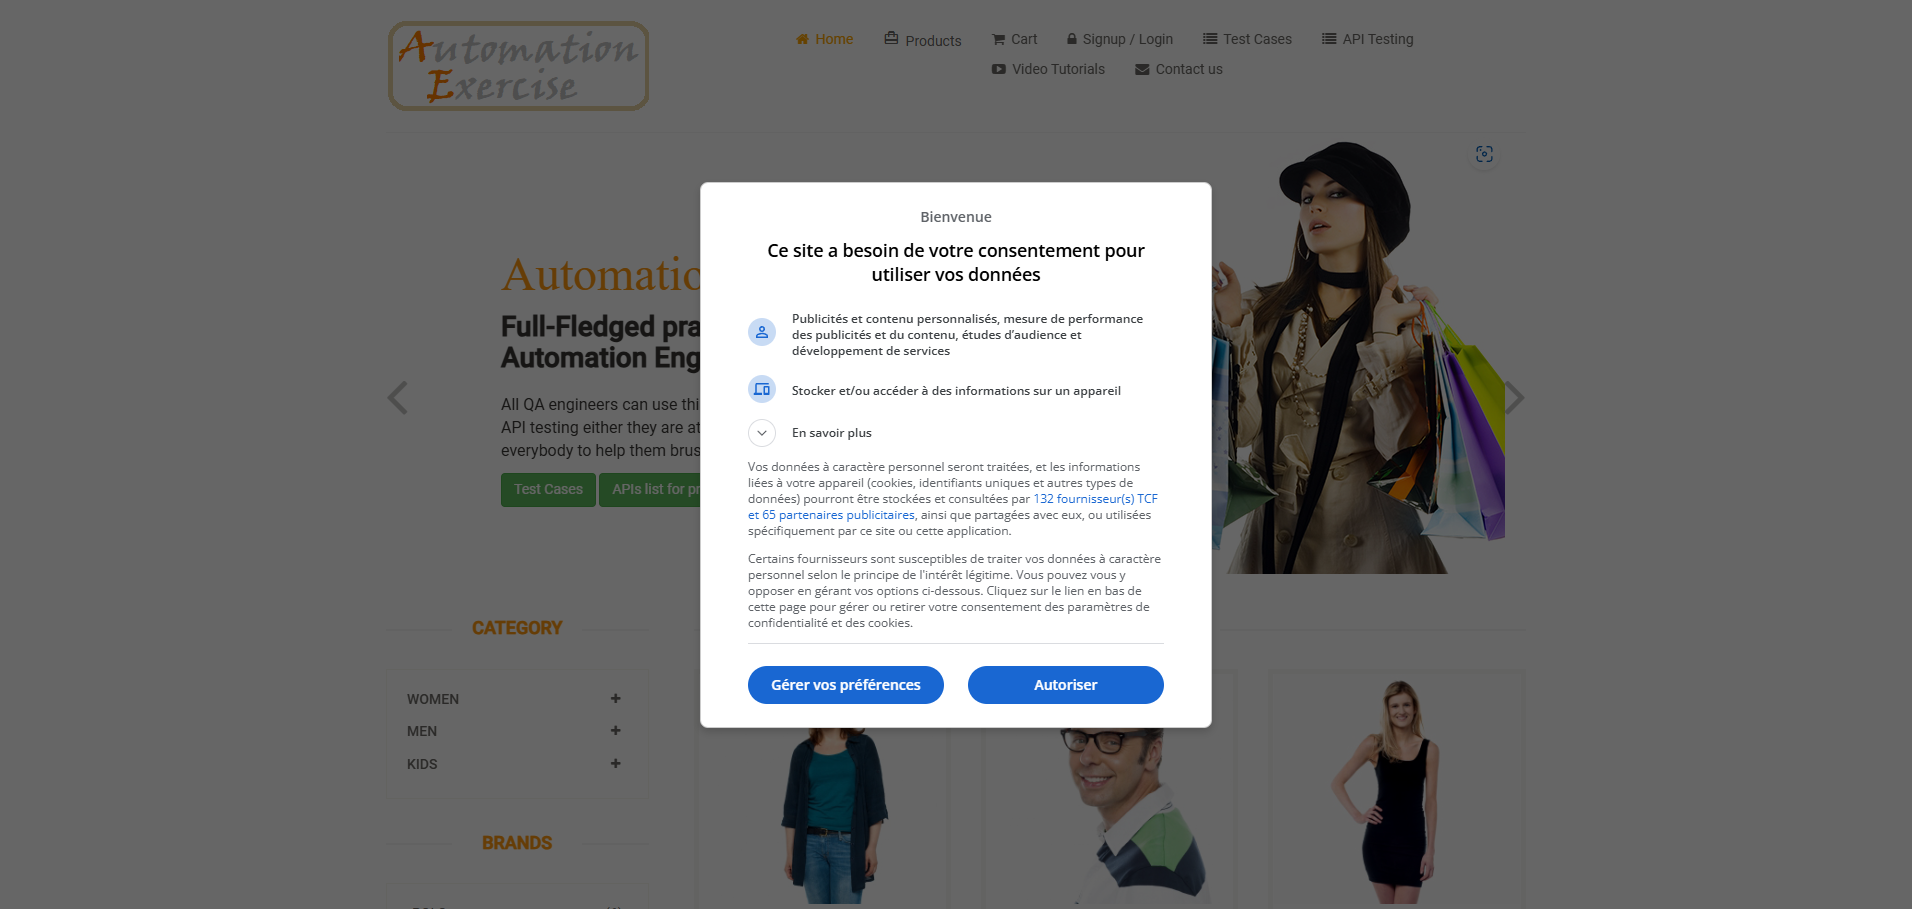 Automation
Exercise
Home
Products
Cart
Signup / Login
Test Cases
API Testing
Video Tutorials
Contact us
Automatio
Full-Fledged pra
Automation Eng
All QA engineers can use thi
API testing either they are at
everybody to help them brus
Test Cases
APIs list for pr
Bienvenue
Ce site a besoin de votre consentement pour
utiliser vos données
Publicités et contenu personnalisés, mesure de performance
des publicités et du contenu, études d’audience et
développement de services
Stocker et/ou accéder à des informations sur un appareil
En savoir plus
Vos données à caractère personnel seront traitées, et les informations
liées à votre appareil (cookies, identifiants uniques et autres types de
données) pourront être stockées et consultées par 132 fournisseur(s) TCF
et 65 partenaires publicitaires, ainsi que partagées avec eux, ou utilisées
spécifiquement par ce site ou cette application.
Certains fournisseurs sont susceptibles de traiter vos données à caractère
personnel selon le principe de l'intérêt légitime. Vous pouvez vous y
opposer en gérant vos options ci-dessous. Cliquez sur le lien en bas de
cette page pour gérer ou retirer votre consentement des paramètres de
confidentialité et des cookies.
Gérer vos préférences
Autoriser
CATEGORY
WOMEN
MEN
KIDS
BRANDS